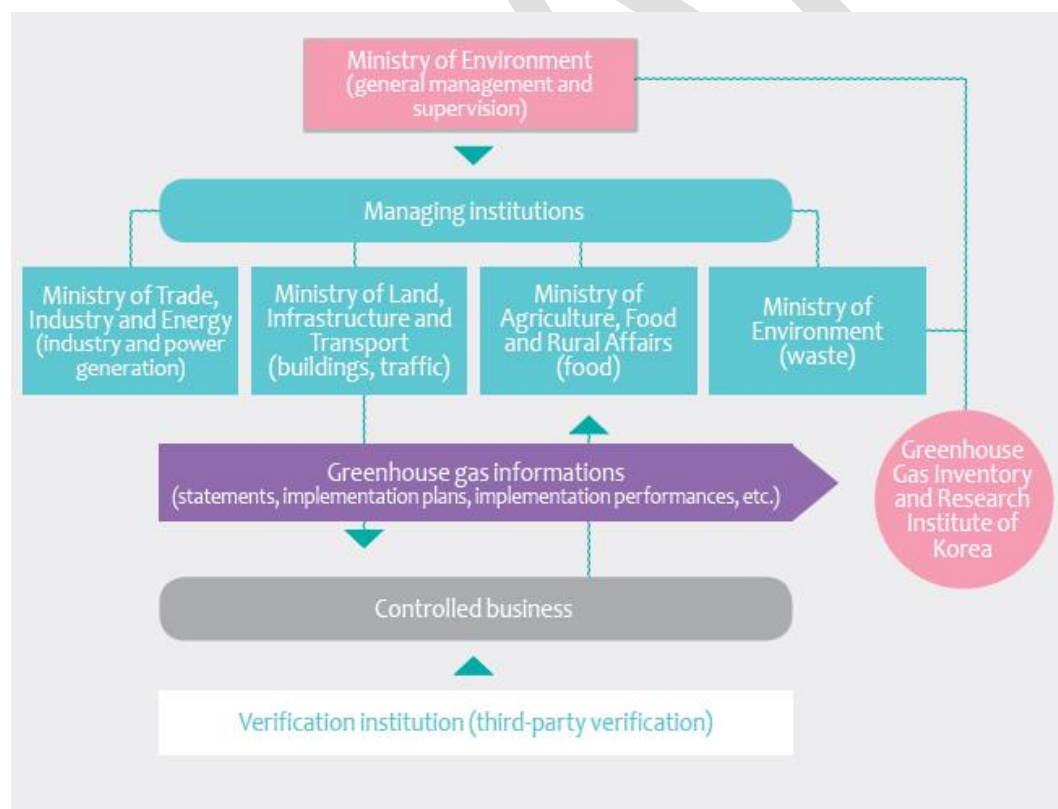 Ministry of Environment
(general management and
supervision)
Managing institutions
Ministry of Trade,
Industry and Energy
(industry and power
generation)
Ministry of Land,
Infrastructure and
Transport
(buildings, traffic)
Ministry of
Agriculture, Food
and Rural Affairs
(food)
Ministry of
Environment
(waste)
Greenhouse gas informations
(statements, implementation plans, implementation performances, etc.)
Greenhouse
Gas Inventory
and Research
Institute of
Korea
Controlled business
Verification institution (third-party verification)